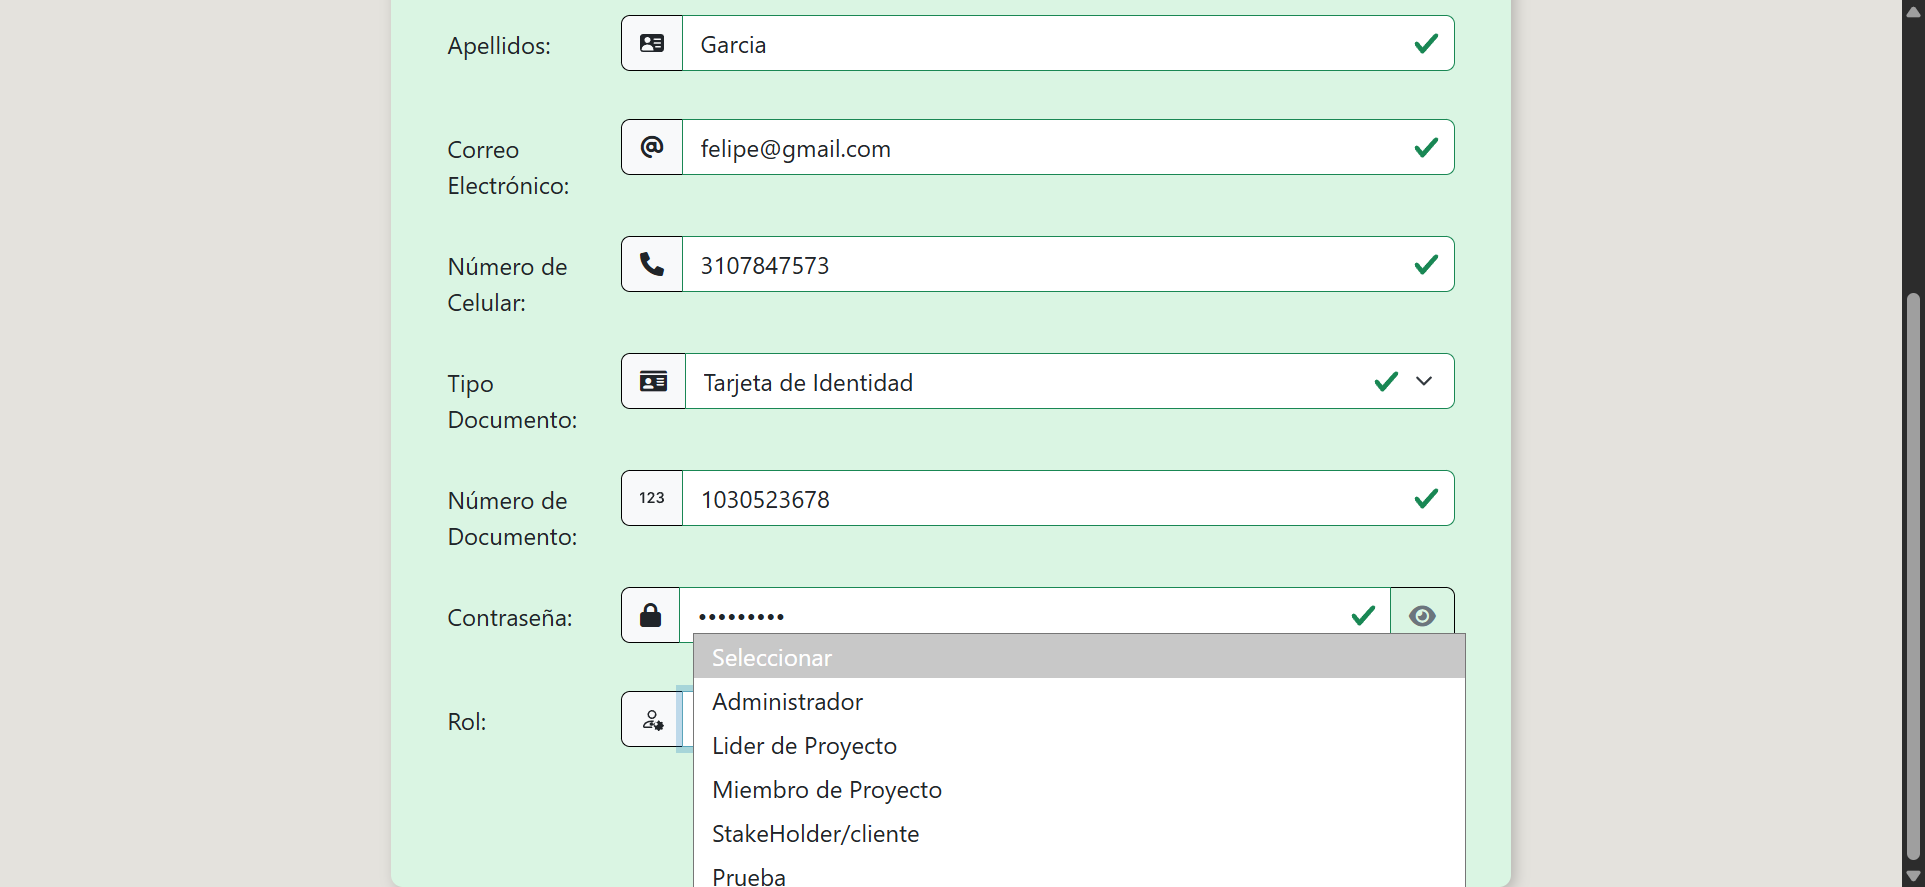 Apellidos:
Garcia
Correo
Electrónico:
@
felipe@gmail.com
Número de
Celular:
3107847573
Tipo
Documento:
Tarjeta de Identidad
Número de
Documento:
123
1030523678
Contraseña:
•••••••••
Rol:
Seleccionar
Administrador
Lider de Proyecto
Miembro de Proyecto
StakeHolder/cliente
Prueba